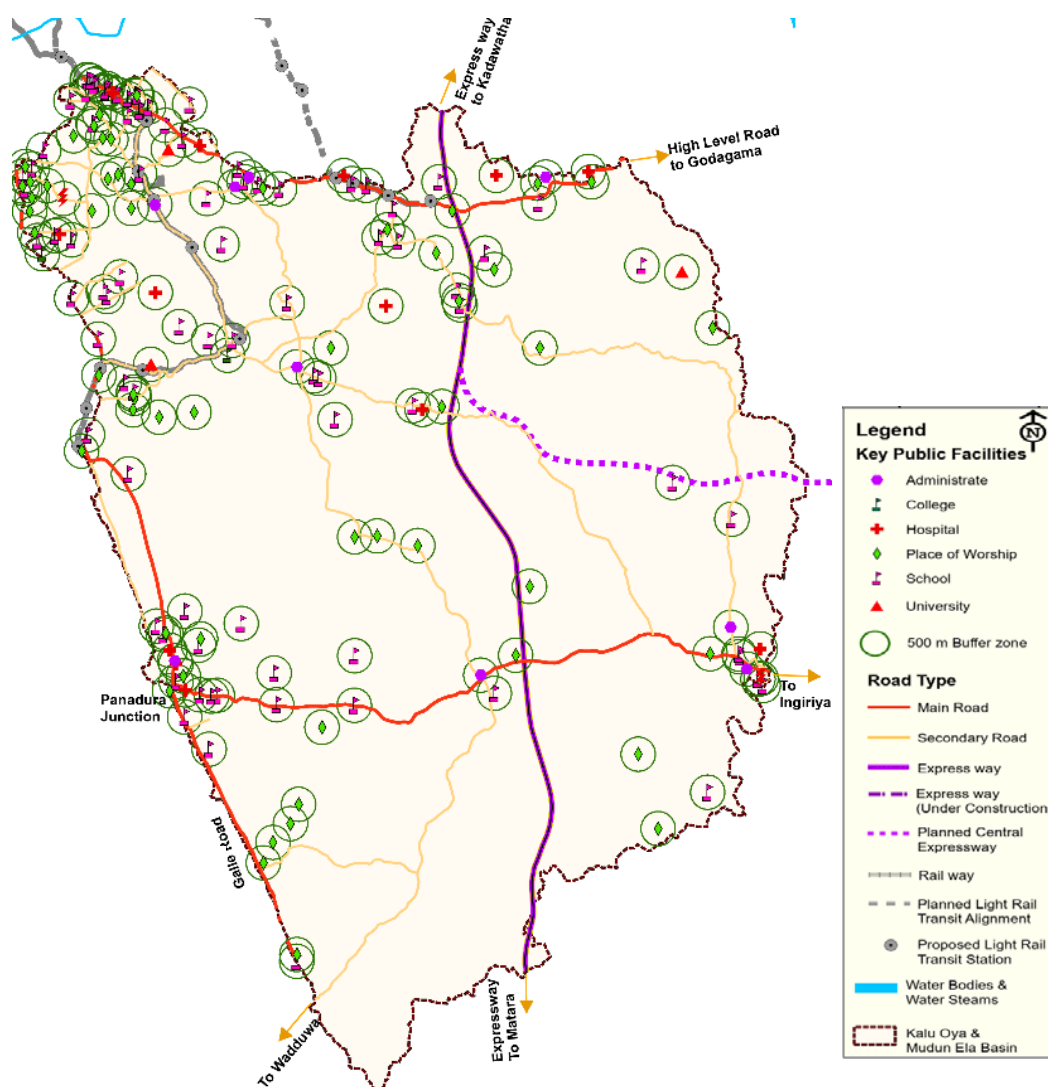 Express way
to Kadawatha
High Level Road
to Godagama
Panadura
Junction
Galle Road
To
Ingiriya
To Wadduwa
Expressway
To Matara
Legend
N
Key Public Facilities
Administrate
College
Hospital
Place of Worship
School
University
500 m Buffer zone
Road Type
Main Road
Secondary Road
Express way
Express way
(Under Construction
Planned Central
Expressway
Rail way
Planned Light Rail
Transit Alignment
Proposed Light Rail
Transit Station
Water Bodies &
Water Steams
Kalu Oya &
Mudun Ela Basin